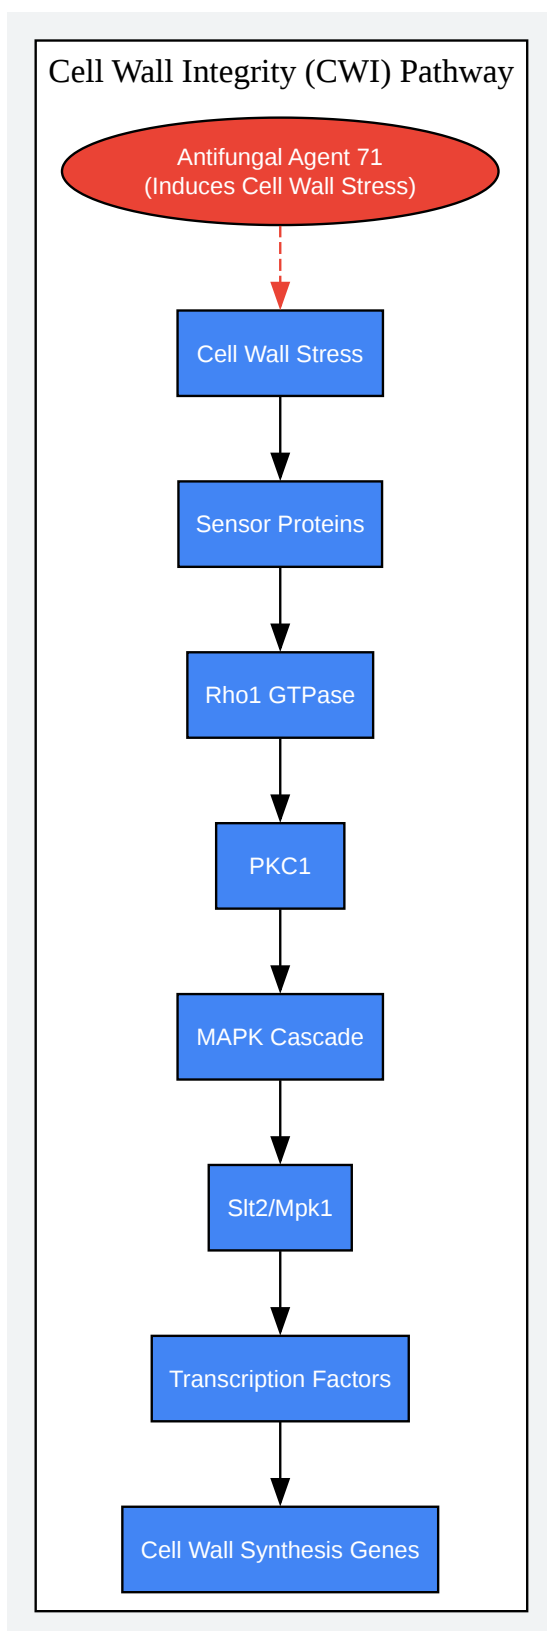 Cell Wall Integrity (CWI) Pathway
Antifungal Agent 71
(Induces Cell Wall Stress)
Cell Wall Stress
Sensor Proteins
Rho1 GTPase
PKC1
MAPK Cascade
Slt2/Mpk1
Transcription Factors
Cell Wall Synthesis Genes